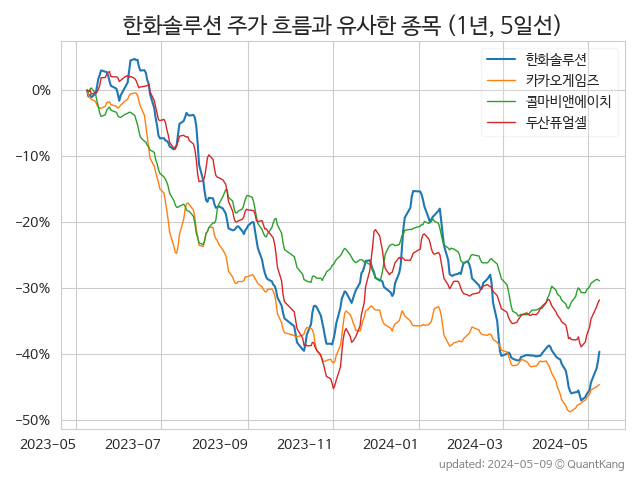 한화솔루션 주가 흐름과 유사한 종목 (1년, 5일선)
한화솔루션
카카오게임즈
콜마비앤에이치
두산퓨얼셀
0%
−10%
−20%
−30%
−40%
−50%
2023-05 2023-07 2023-09 2023-11 2024-01 2024-03 2024-05
updated: 2024-05-09 © QuantKang